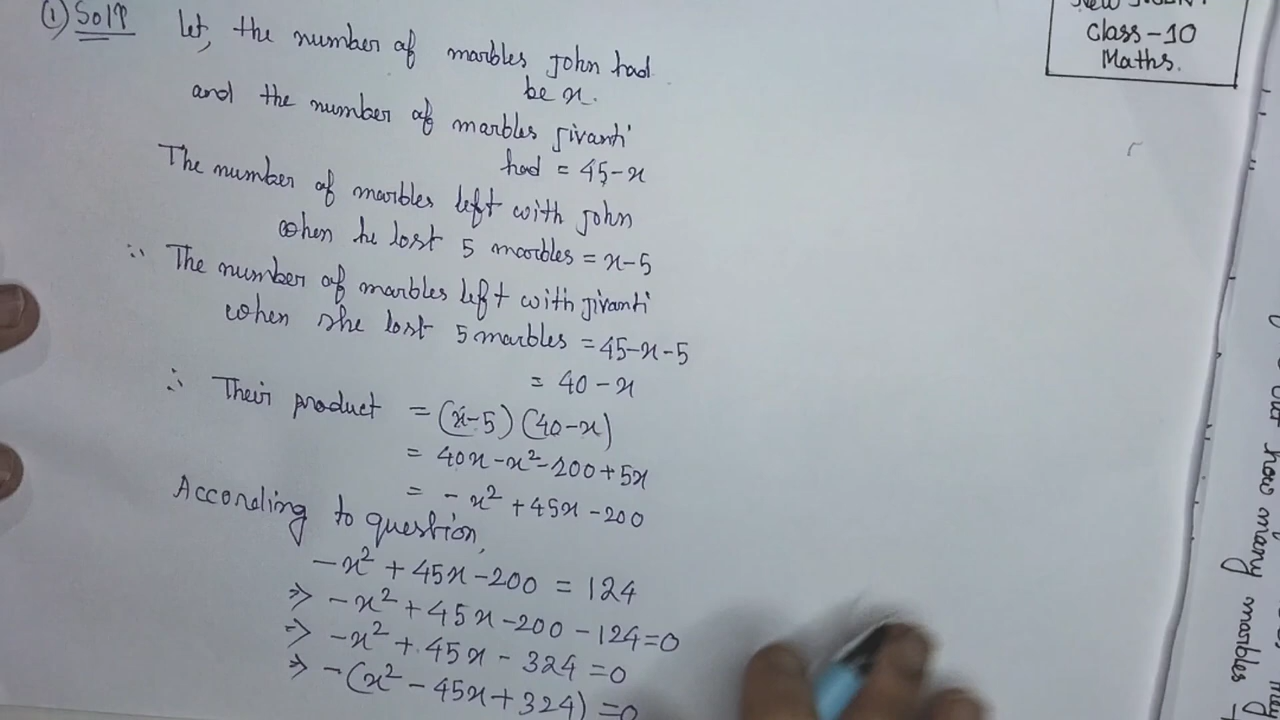 ① Solⁿ Let, the number of marbles John had
be x.
and the number of marbles Jivanti
had = 45-x
The number of marbles left with John
when he lost 5 marbles = x-5
∵ The number of marbles left with Jivanti
when she lost 5 marbles = 45-x-5
= 40-x
∴ Their product = (x-5) (40-x)
= 40x-x²-200+5x
= -x²+45x-200
According to question,
-x²+45x-200 = 124
⇒ -x²+45x-200-124=0
⇒ -x²+45x-324=0
⇒ -(x²-45x+324)=0
Class-10
Maths.
how many marbles